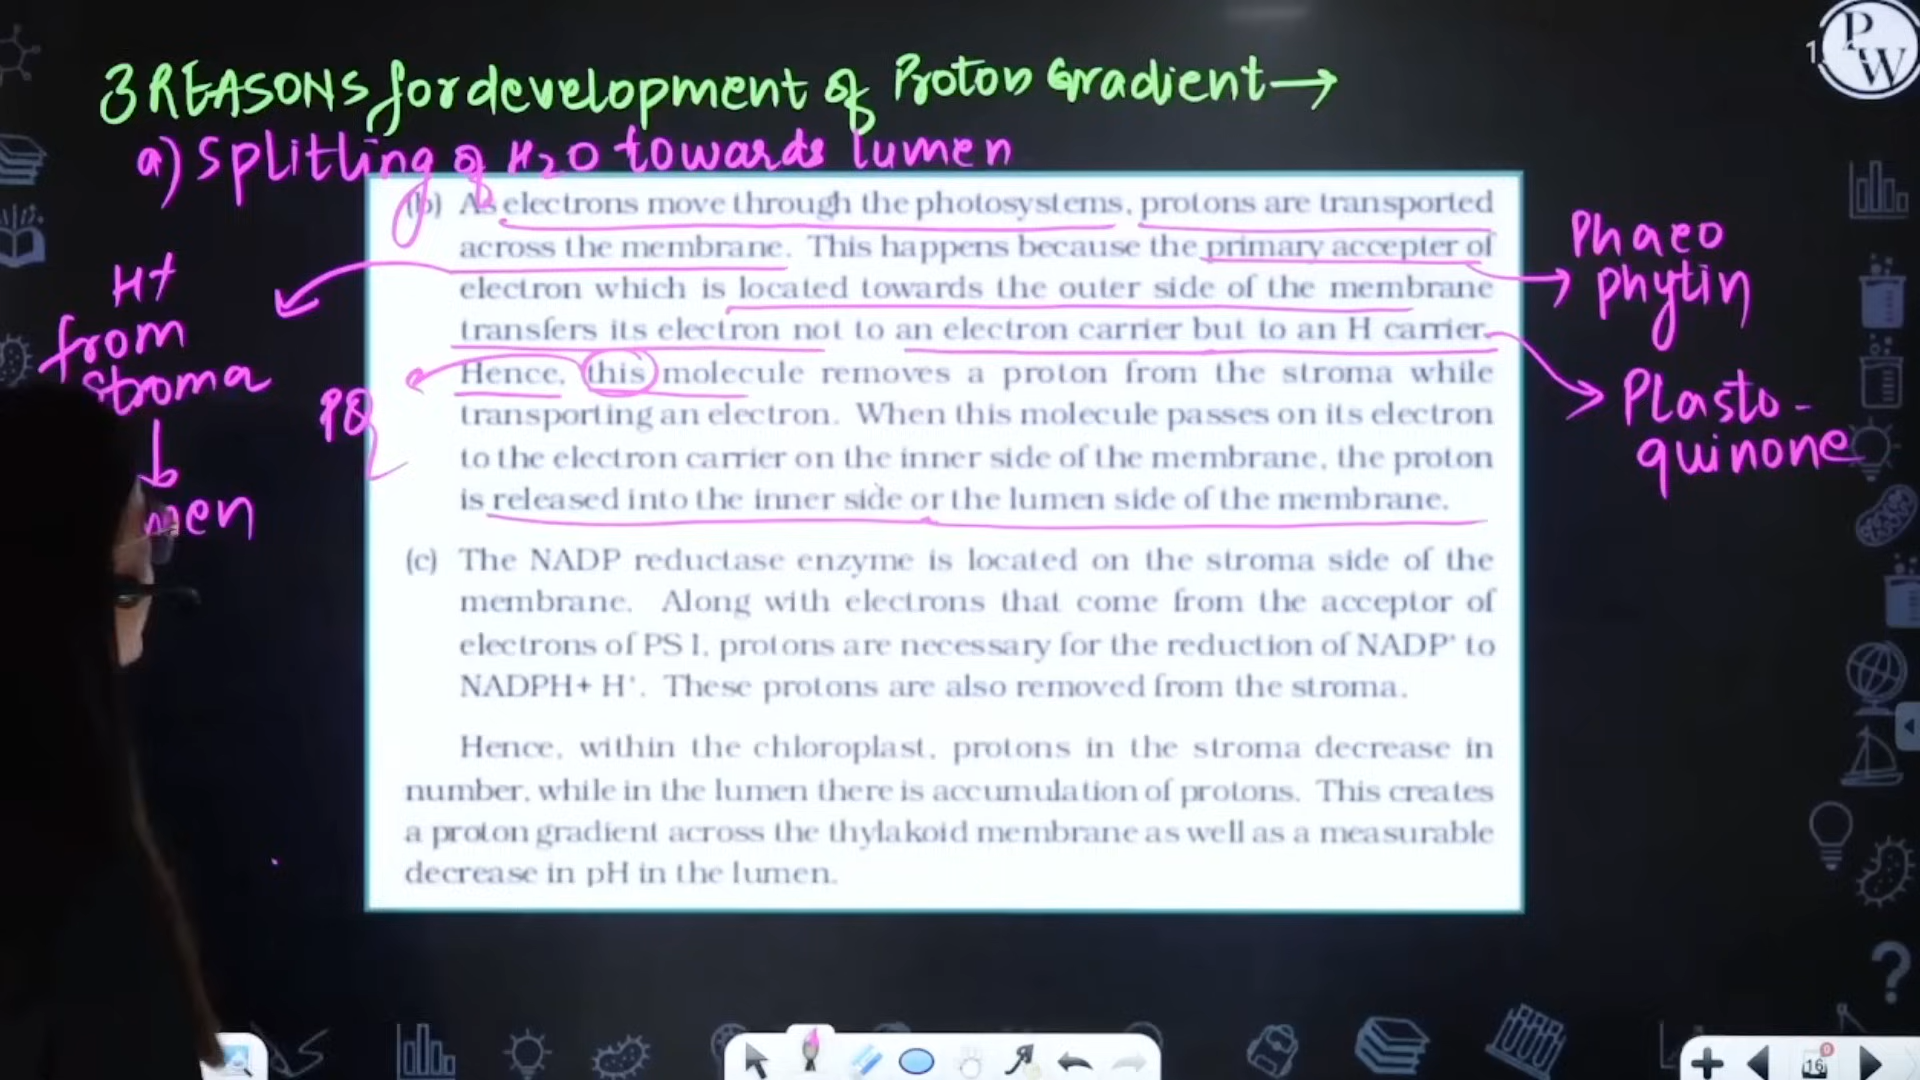 3 REASONS for development of Proton Gradient →
a) Splitting of H2O towards lumen
(b) As electrons move through the photosystems, protons are transported
across the membrane. This happens because the primary accepter of
electron which is located towards the outer side of the membrane
transfers its electron not to an electron carrier but to an H carrier.
Hence, this molecule removes a proton from the stroma while
transporting an electron. When this molecule passes on its electron
to the electron carrier on the inner side of the membrane, the proton
is released into the inner side or the lumen side of the membrane.
(c) The NADP reductase enzyme is located on the stroma side of the
membrane. Along with electrons that come from the acceptor of
electrons of PS I, protons are necessary for the reduction of NADP⁺ to
NADPH+ H⁺. These protons are also removed from the stroma.
Hence, within the chloroplast, protons in the stroma decrease in
number, while in the lumen there is accumulation of protons. This creates
a proton gradient across the thylakoid membrane as well as a measurable
decrease in pH in the lumen.
H+
from
stroma
↓
men
PQ
Phaeo
phytin
Plasto-
quinone
PW
16